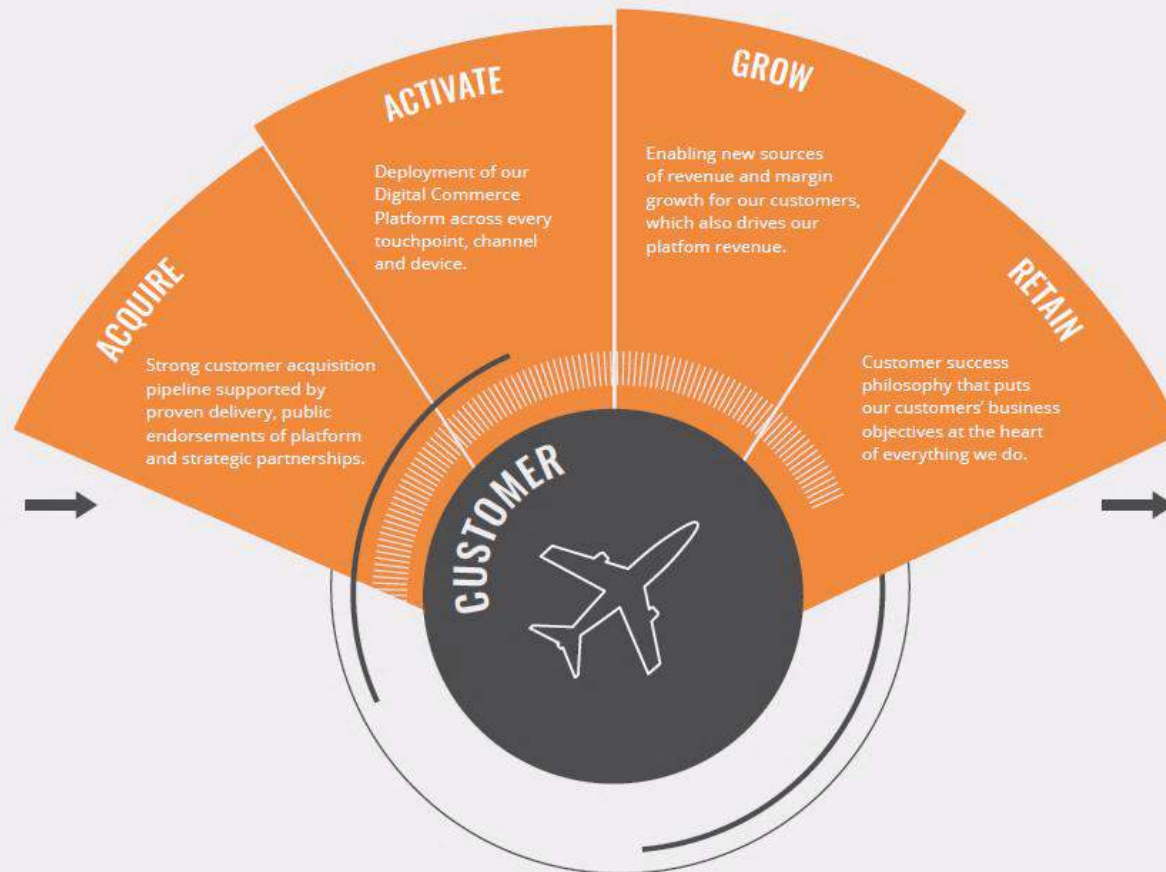 ACQUIRE
Strong customer acquisition
pipeline supported by
proven delivery, public
endorsements of platform
and strategic partnerships.
ACTIVATE
Deployment of our
Digital Commerce
Platform across every
touchpoint, channel
and device.
GROW
Enabling new sources
of revenue and margin
growth for our customers,
which also drives our
platfom revenue.
RETAIN
Customer success
philosophy that puts
our customers' business
objectives at the heart
of everything we do.
CUSTOMER